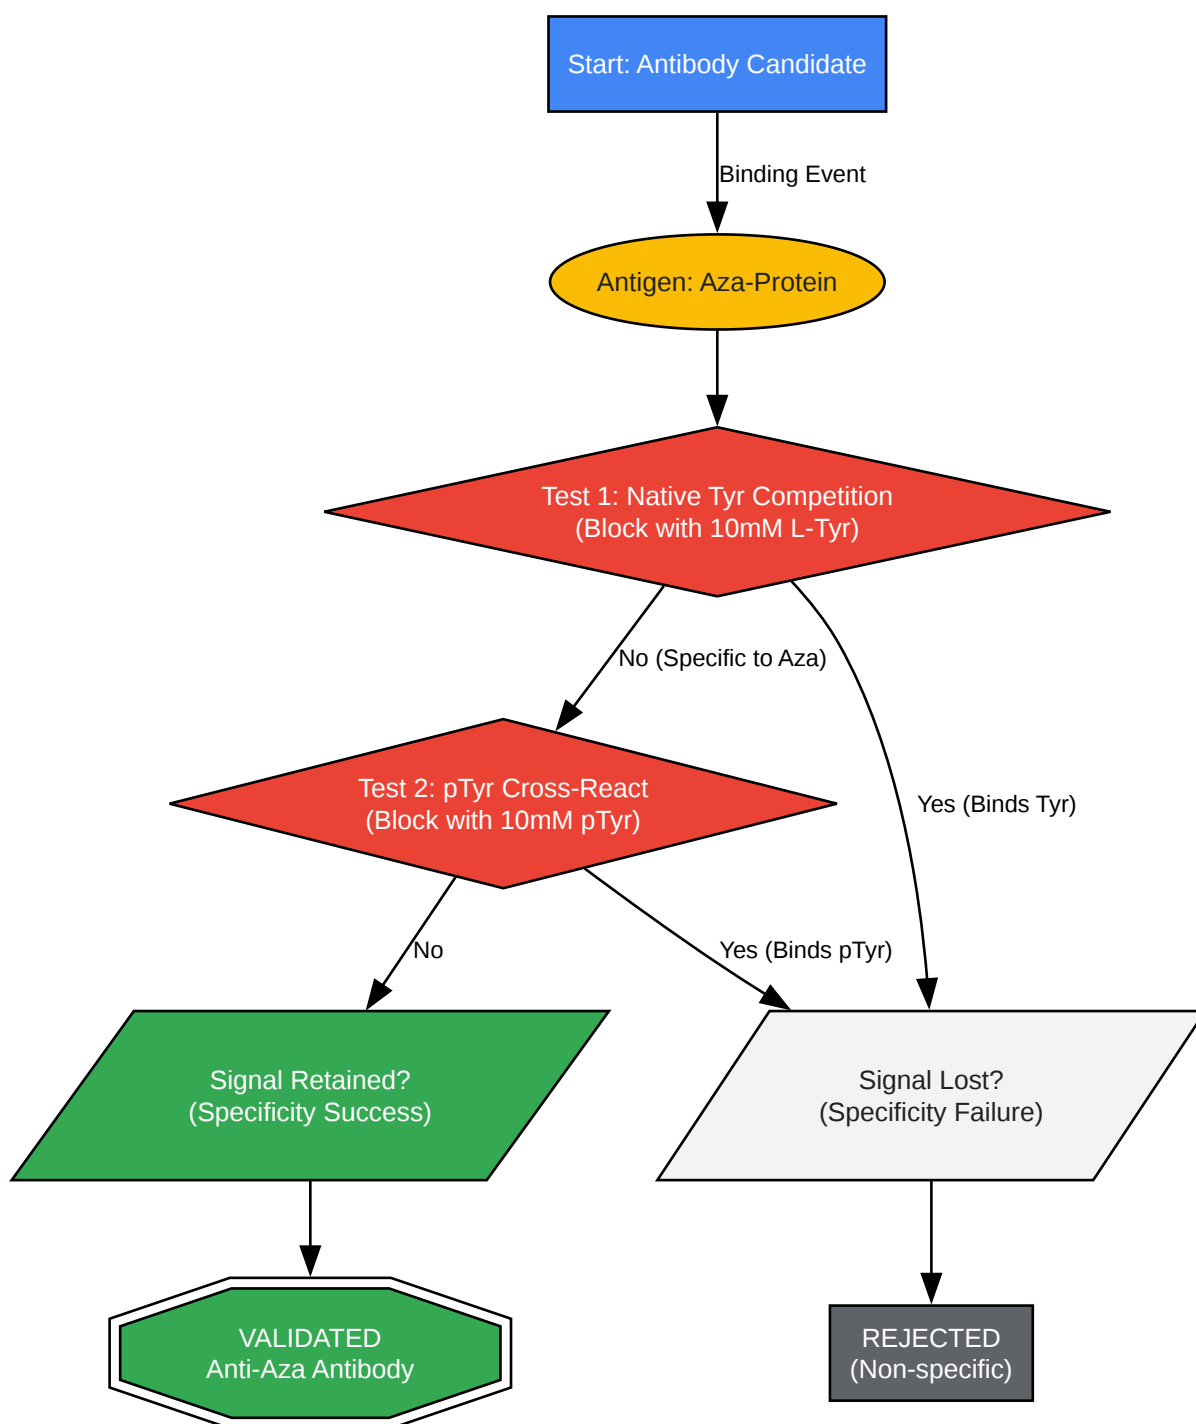 Start: Antibody Candidate
Binding Event
Antigen: Aza-Protein
Test 1: Native Tyr Competition
(Block with 10mM L-Tyr)
No (Specific to Aza)
Test 2: pTyr Cross-React
(Block with 10mM pTyr)
Yes (Binds Tyr)
No
Yes (Binds pTyr)
Signal Retained?
(Specificity Success)
Signal Lost?
(Specificity Failure)
VALIDATED
Anti-Aza Antibody
REJECTED
(Non-specific)